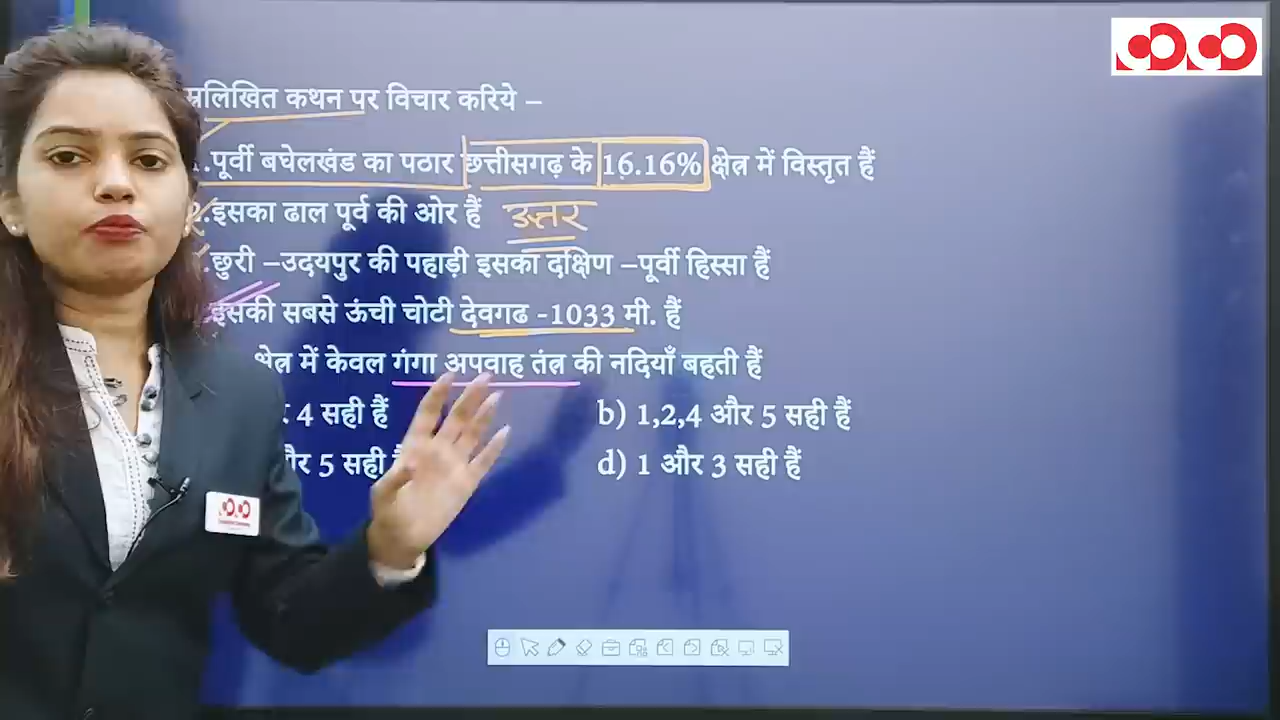 म्नलिखित कथन पर विचार करिये –
.पूर्वी बघेलखंड का पठार छत्तीसगढ़ के 16.16% क्षेत्र में विस्तृत हैं
2.इसका ढाल पूर्व की ओर हैं उत्तर
.छुरी –उदयपुर की पहाड़ी इसका दक्षिण –पूर्वी हिस्सा हैं
इसकी सबसे ऊंची चोटी देवगढ -1033 मी. हैं
क्षेत्र में केवल गंगा अपवाह तंत्र की नदियाँ बहती हैं
4 सही हैं b) 1,2,4 और 5 सही हैं
और 5 सही d) 1 और 3 सही हैं